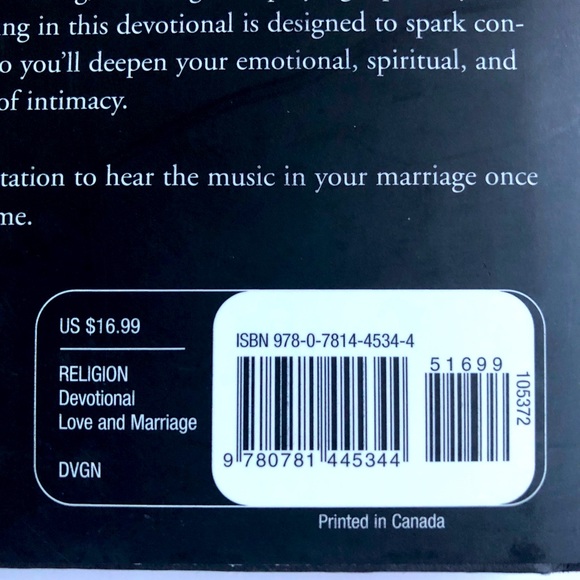 ing in this devotional is designed to spark con-
o you'll deepen your emotional, spiritual, and
of intimacy.
tation to hear the music in your marriage once
me.
US $16.99
RELIGION
Devotional
Love and Marriage
DVGN
ISBN 978-0-7814-4534-4
51699
9 780781 445344
105372
Printed in Canada